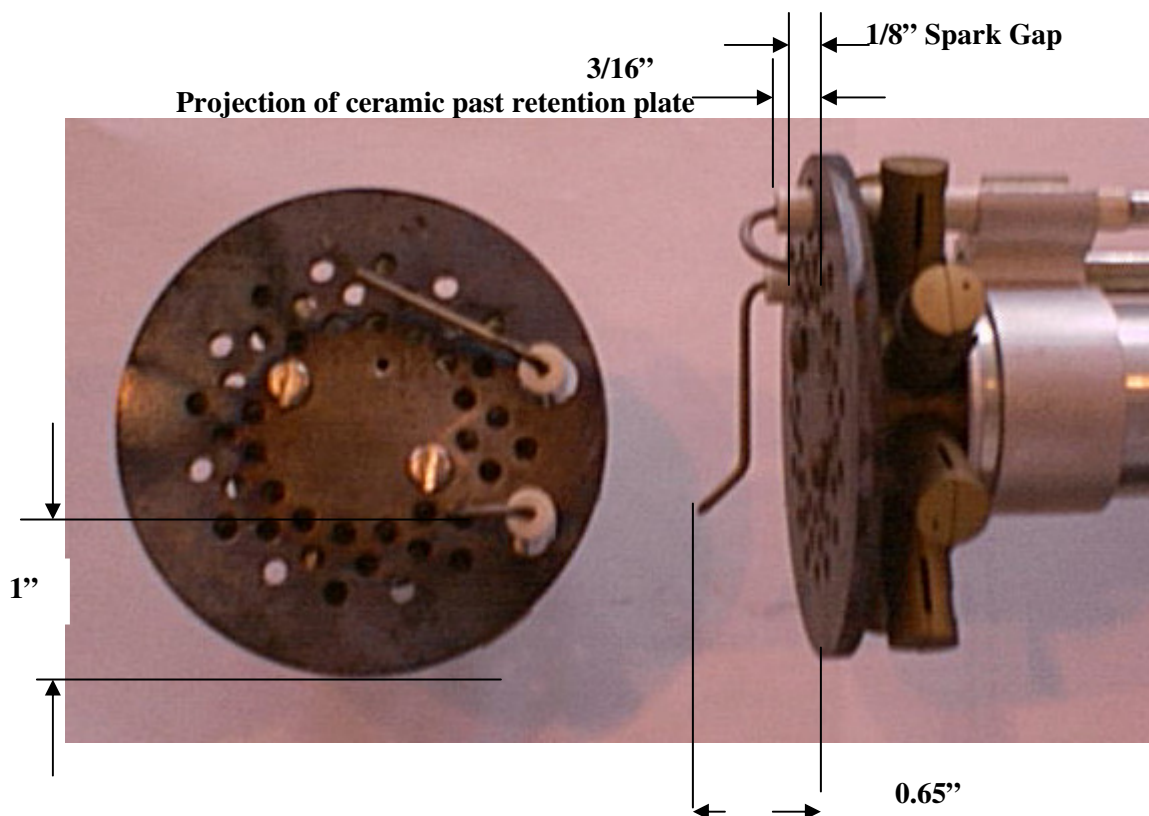 1/8” Spark Gap
3/16”
Projection of ceramic past retention plate
1”
0.65”